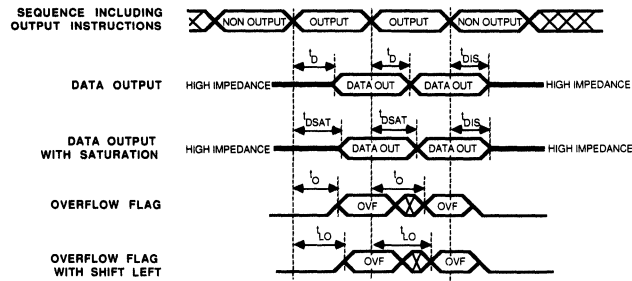 SEQUENCE INCLUDING
OUTPUT INSTRUCTIONS
NON OUTPUT OUTPUT OUTPUT NON OUTPUT
tD tD tDIS
DATA OUTPUT
HIGH IMPEDANCE DATA OUT DATA OUT HIGH IMPEDANCE
tDSAT tDSAT tDIS
DATA OUTPUT
WITH SATURATION
HIGH IMPEDANCE DATA OUT DATA OUT HIGH IMPEDANCE
tO tO
OVERFLOW FLAG
OVF OVF
tLO tLO
OVERFLOW FLAG
WITH SHIFT LEFT
OVF OVF